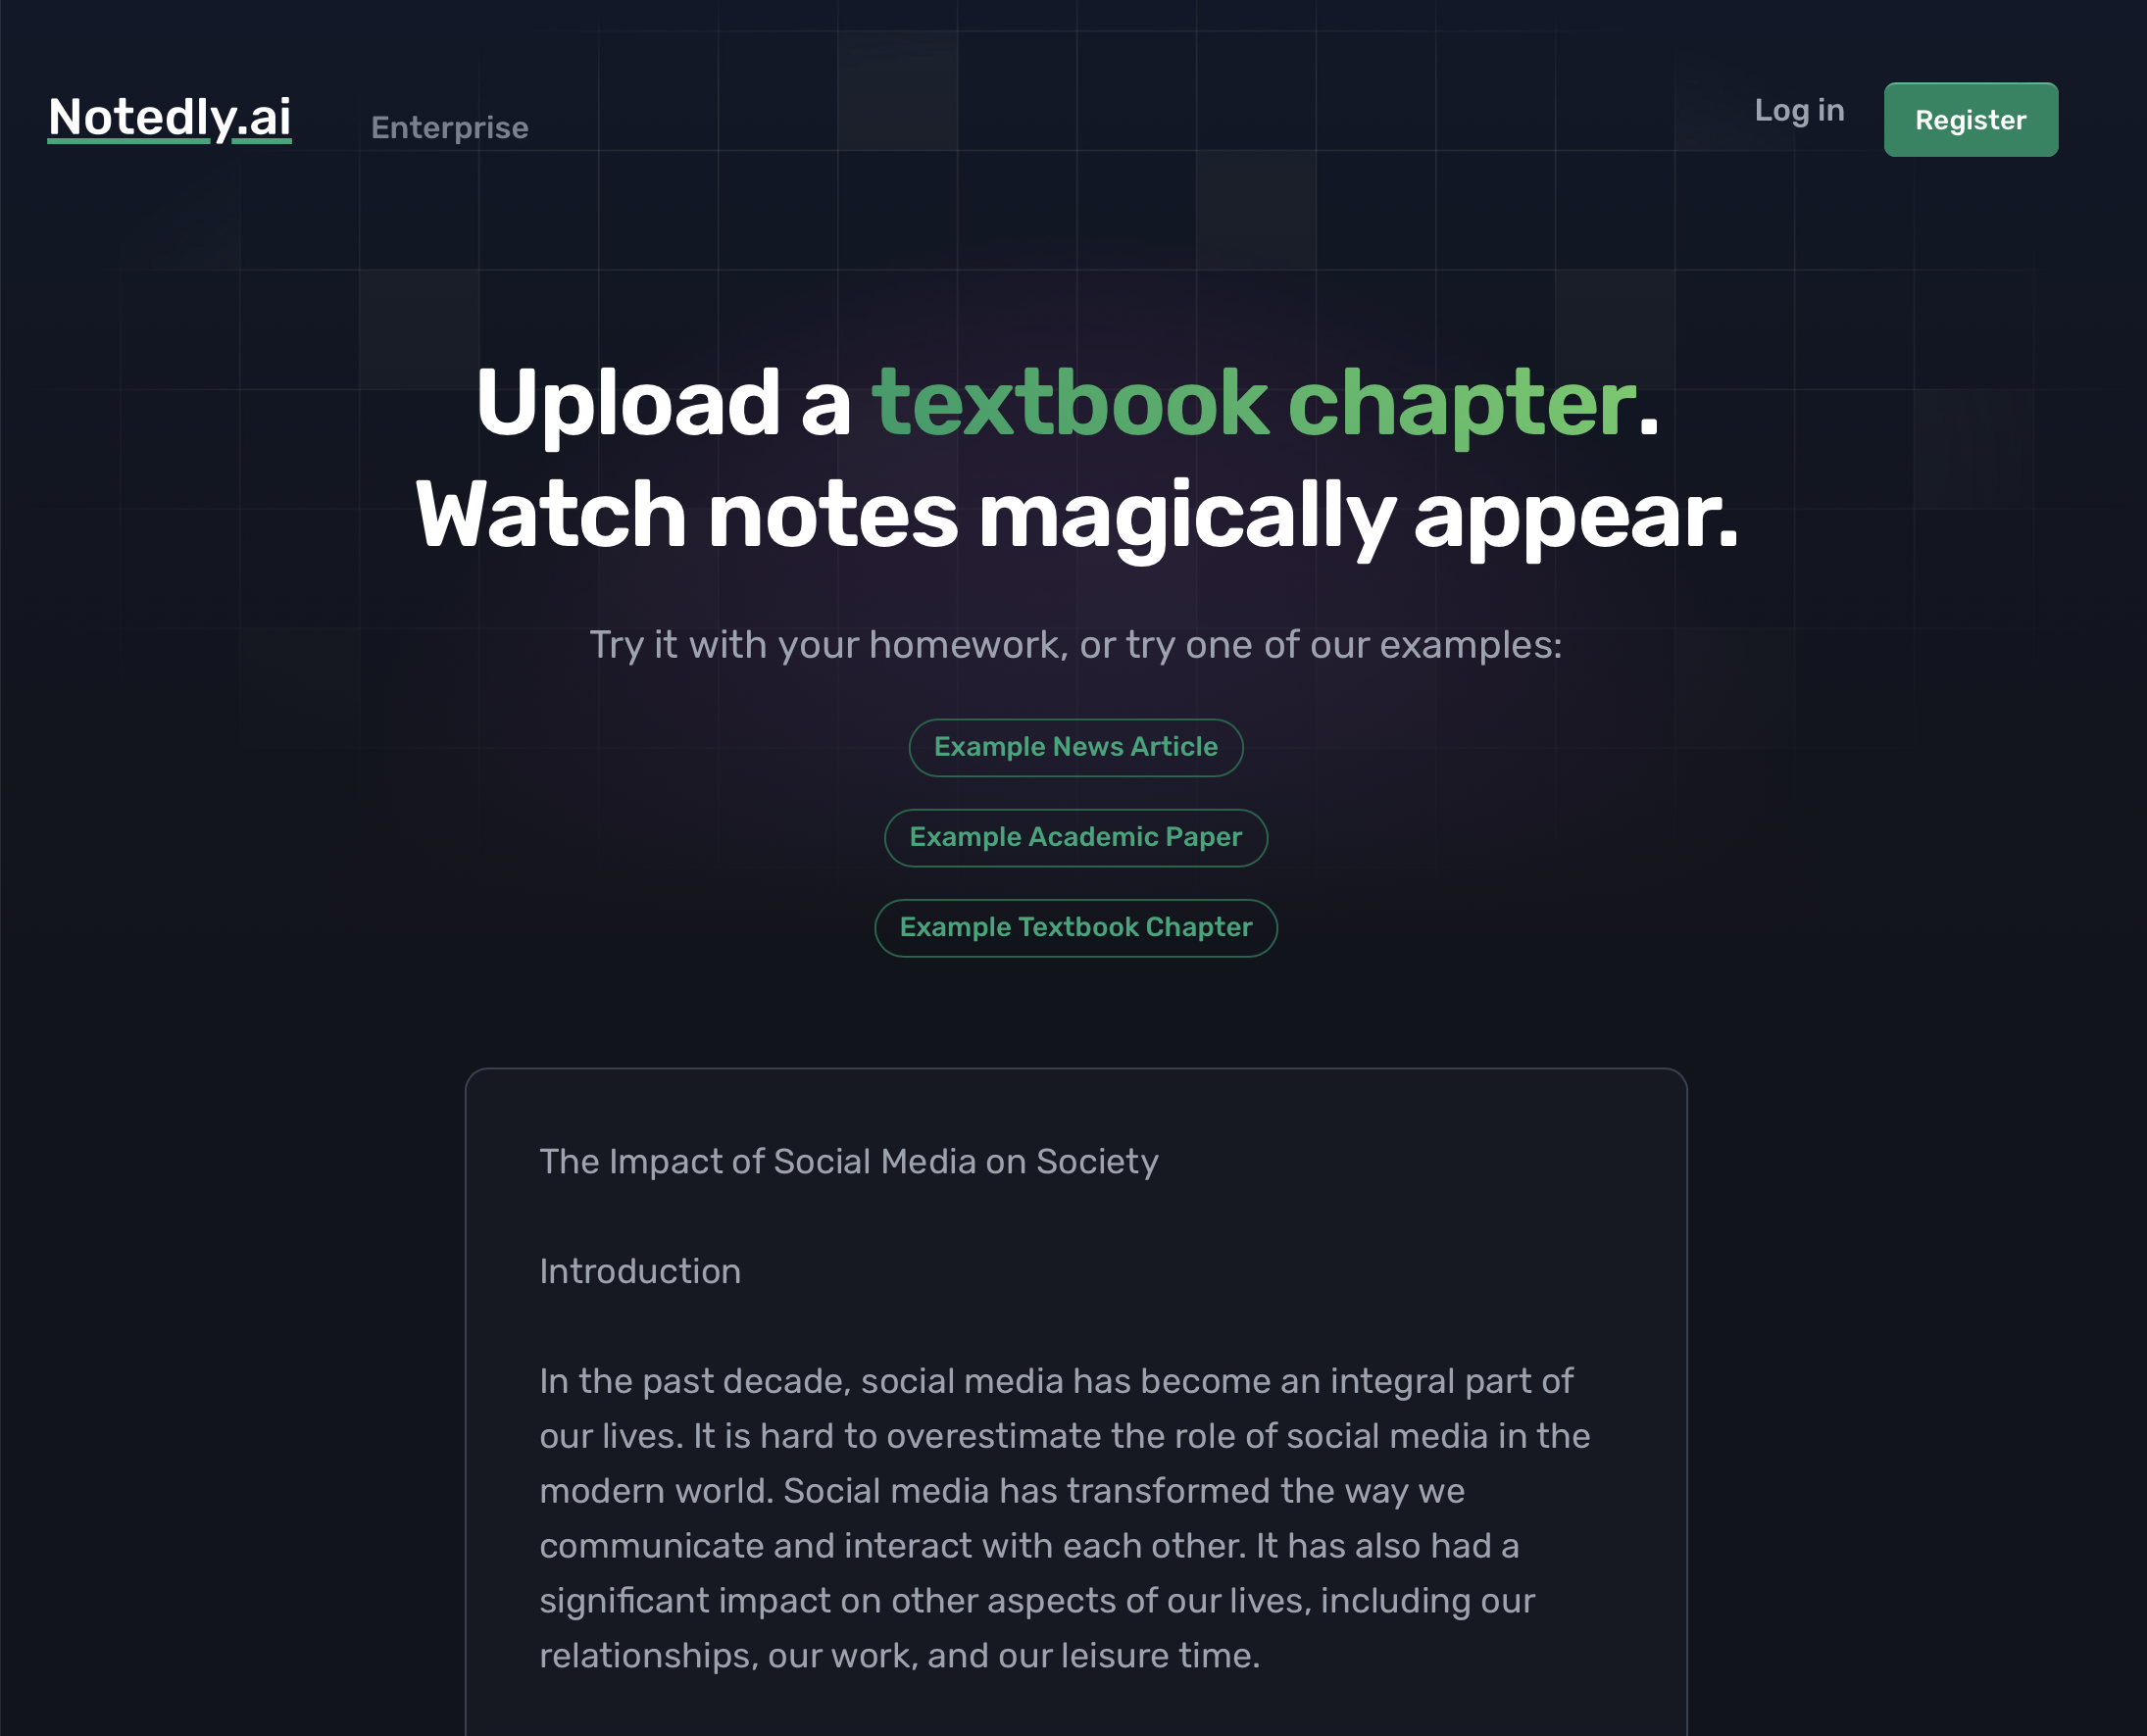 Notedly.ai
Enterprise
Log in
Register
Upload a textbook chapter.
Watch notes magically appear.
Try it with your homework, or try one of our examples:
Example News Article
Example Academic Paper
Example Textbook Chapter
The Impact of Social Media on Society
Introduction
In the past decade, social media has become an integral part of
our lives. It is hard to overestimate the role of social media in the
modern world. Social media has transformed the way we
communicate and interact with each other. It has also had a
significant impact on other aspects of our lives, including our
relationships, our work, and our leisure time.